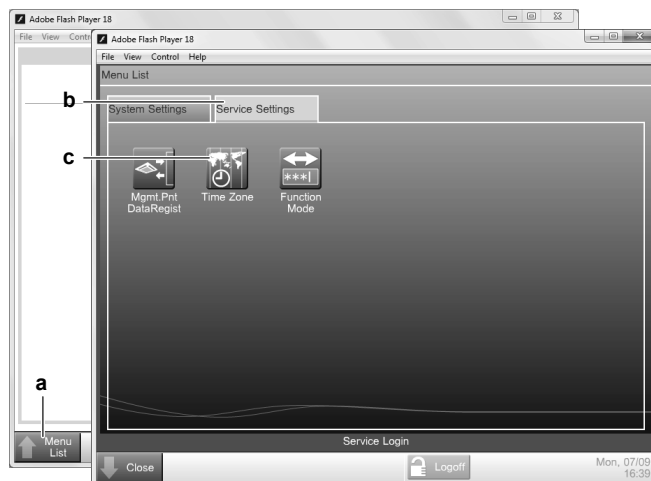 Adobe Flash Player 18
File View Contr
Adobe Flash Player 18
File View Control Help
Menu List
b
System Settings
Service Settings
c
***I
Mgmt.Pnt
DataRegist
Time Zone
Function
Mode
a
Menu
List
Service Login
Close
Logoff
Mon, 07/09
16:39